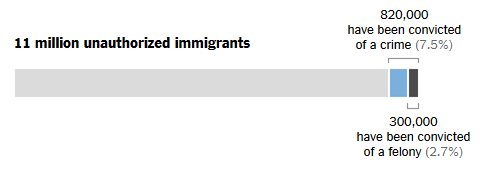 820,000
have been convicted
of a crime (7.5%)
11 million unauthorized immigrants
300,000
have been convicted
of a felony (2.7%)